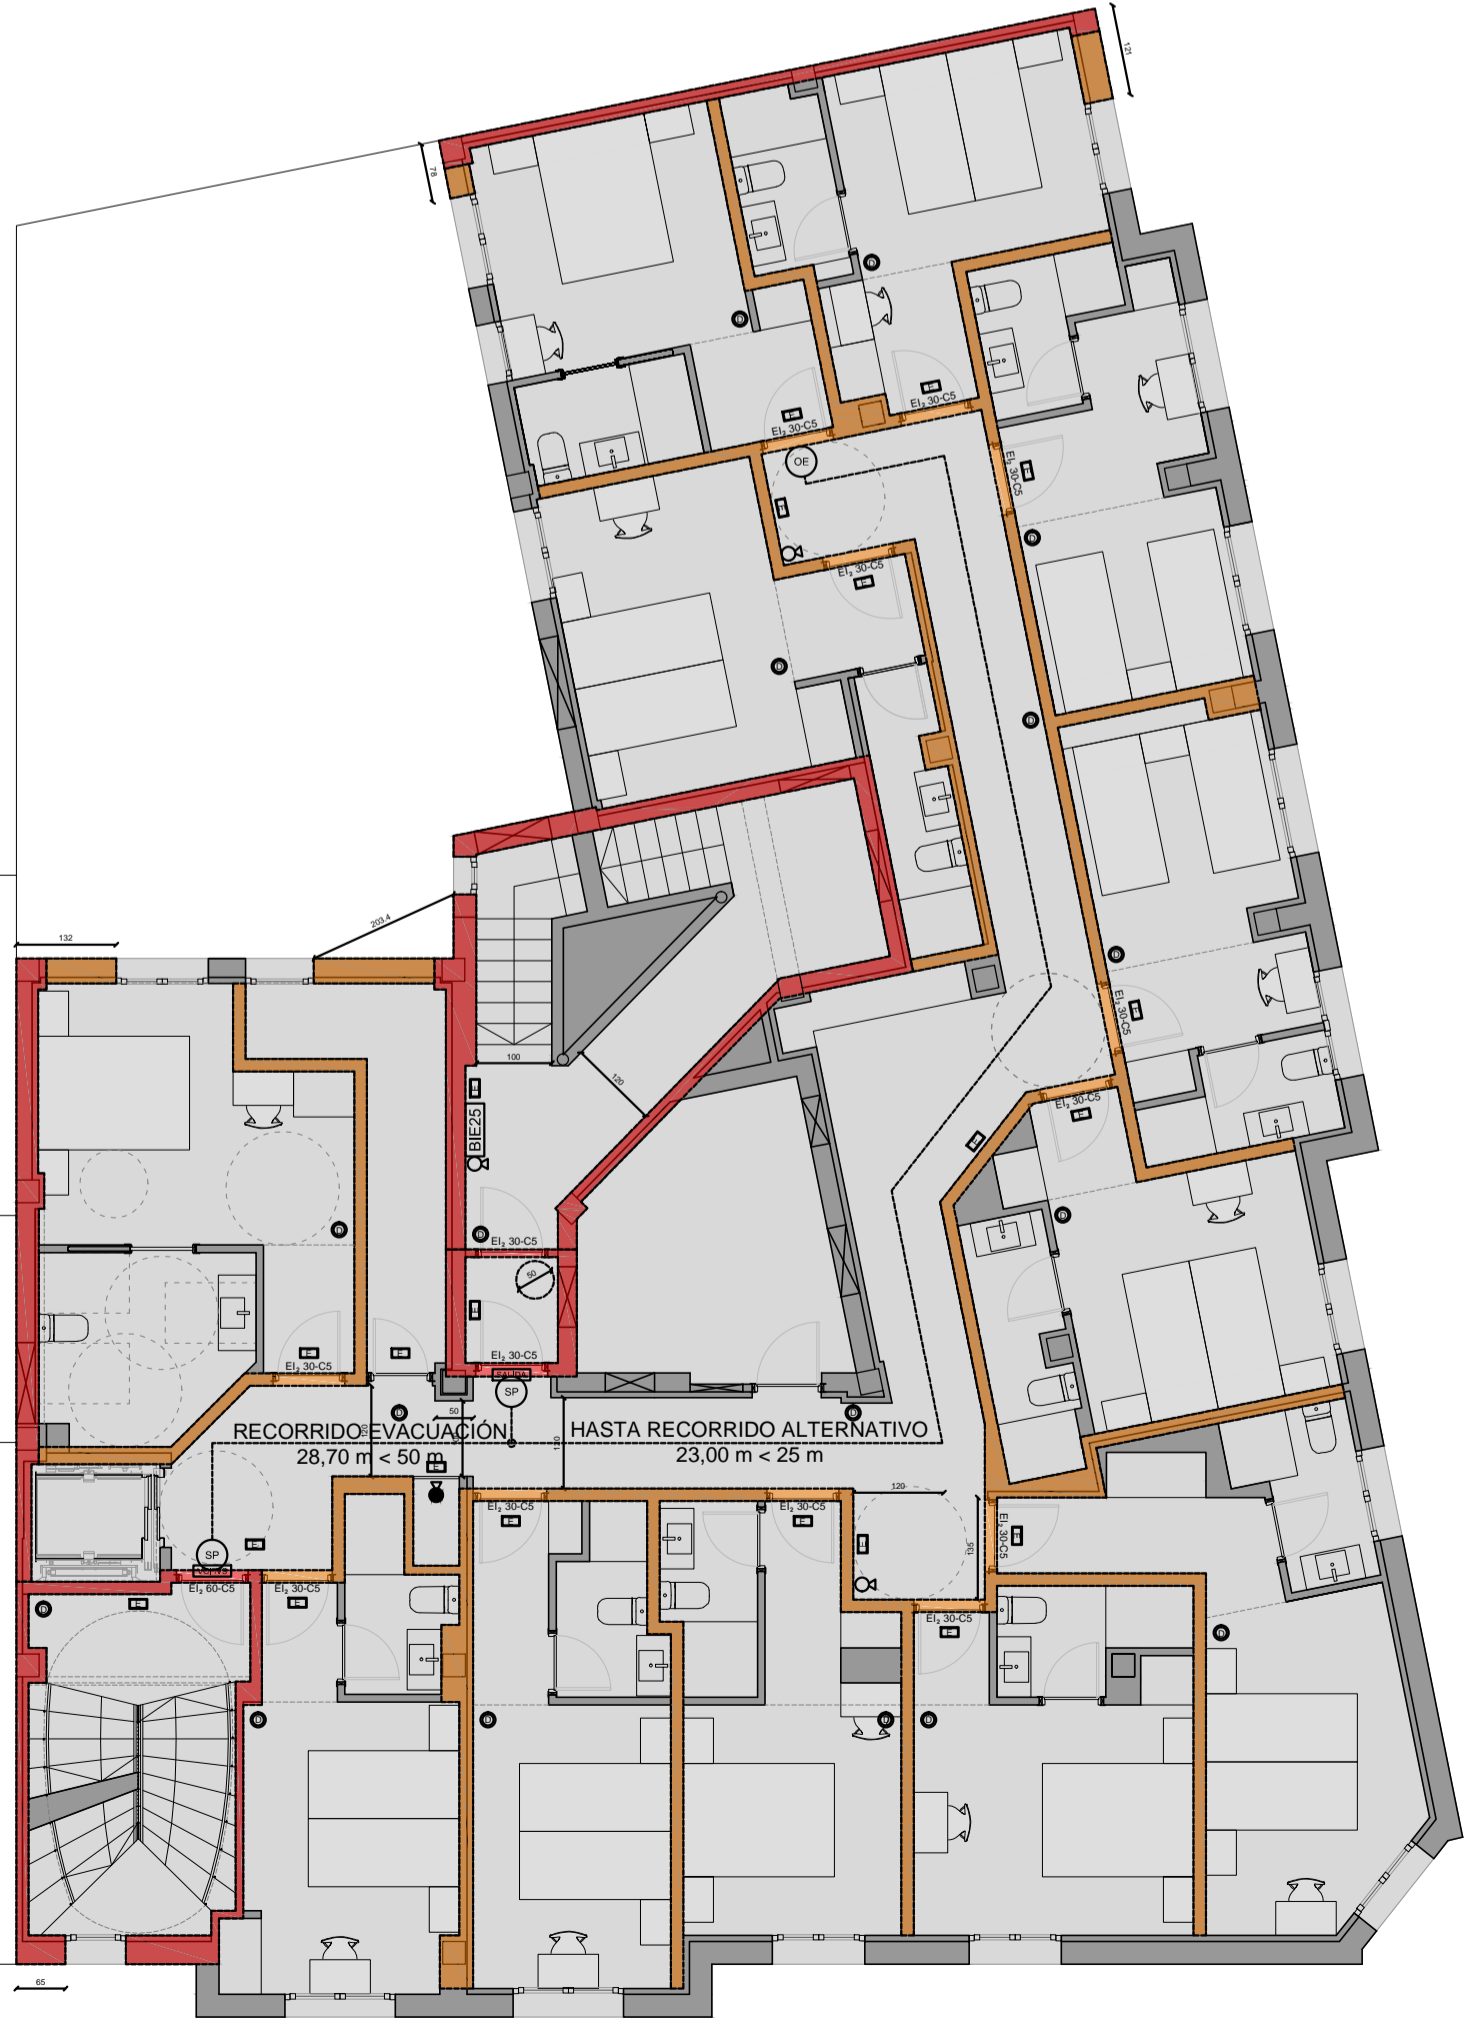 121
78
EI₂ 30-C5
EI₂ 30-C5
EI₂ 30-C5
OE
EI₂ 30-C5
D
D
D
D
D
203.4
132
D
EI₂ 30-C5
100
120
BIE25
EI₂ 30-C5
D
D
D
EI₂ 30-C5
50
EI₂ 30-C5
EI₂ 30-C5
SALIDA
SP
D
50
D
RECORRIDO EVACUACIÓN
28,70 m < 50 m
HASTA RECORRIDO ALTERNATIVO
23,00 m < 25 m
120
120
120
135
EI₂ 30-C5
EI₂ 30-C5
EI₂ 30-C5
SP
EI₂ 60-C5
EI₂ 30-C5
EI₂ 30-C5
D
D
D
D
D
D
65